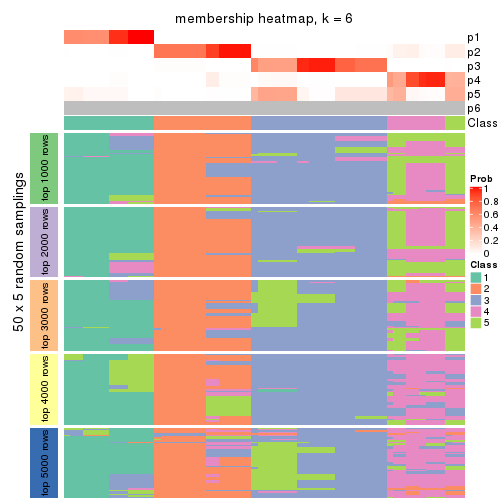 membership heatmap, k = 6
p1
p2
p3
p4
p5
p6
Class
50 x 5 random samplings
top 1000 rows
top 2000 rows
top 3000 rows
top 4000 rows
top 5000 rows
Prob
1
0.8
0.6
0.4
0.2
0
Class
1
2
3
4
5